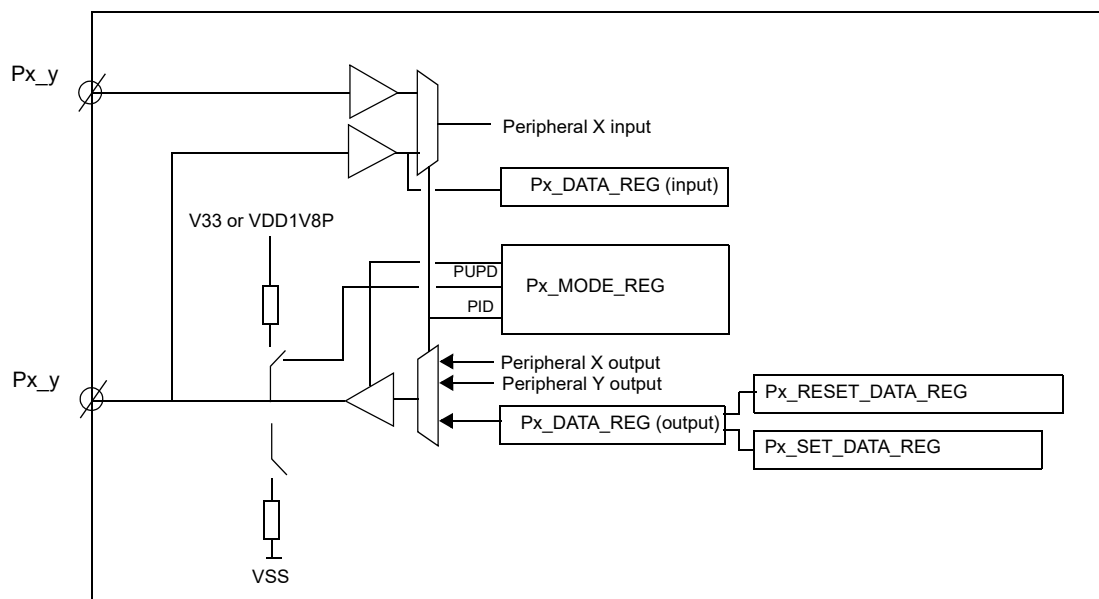 Px_y
Peripheral X input
Px_DATA_REG (input)
V33 or VDD1V8P
PUPD
Px_MODE_REG
PID
Peripheral X output
Px_y
Peripheral Y output
Px_RESET_DATA_REG
Px_DATA_REG (output)
Px_SET_DATA_REG
VSS